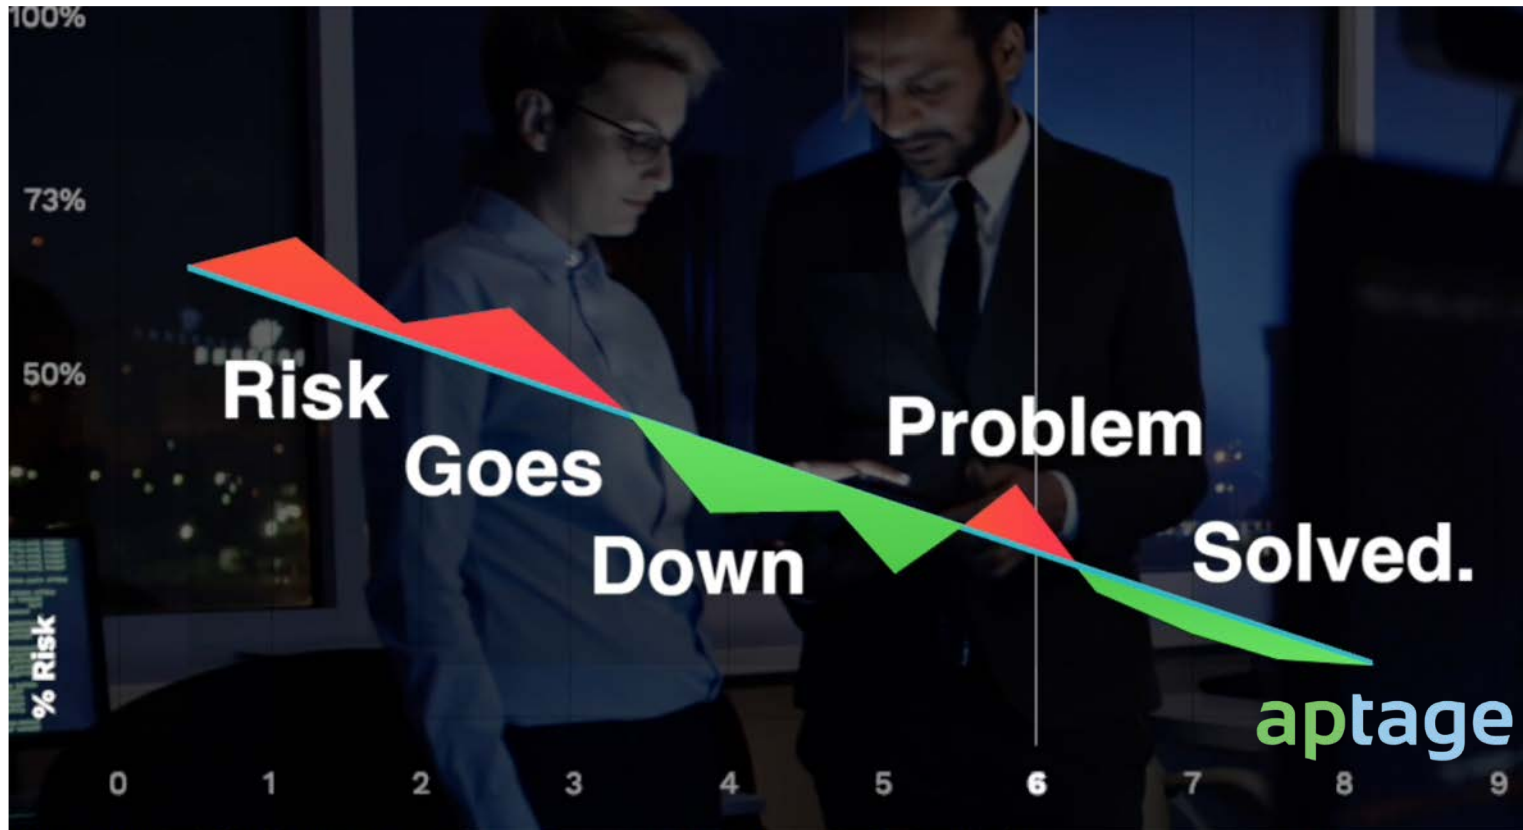 100%
73%
50%
% Risk
Risk
Goes
Down
Problem
Solved.
aptage
0 1 2 3 4 5 6 7 8 9